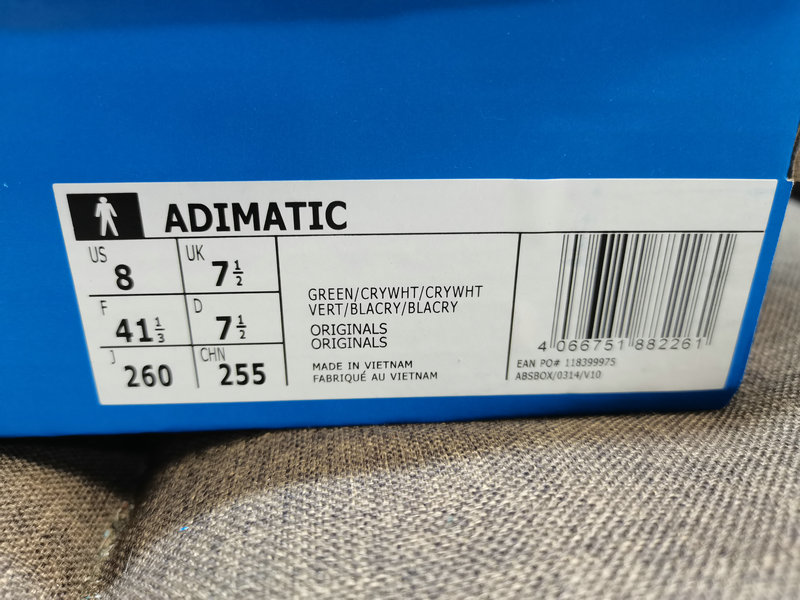 ADIMATIC
US 8
UK 7 1/2
F 41 1/3
D 7 1/2
J 260
CHN 255
GREEN/CRYWHT/CRYWHT
VERT/BLACRY/BLACRY
ORIGINALS
ORIGINALS
MADE IN VIETNAM
FABRIQUÉ AU VIETNAM
4 066751 882261
EAN PO# 118399975
ABSBOX/0314/V10